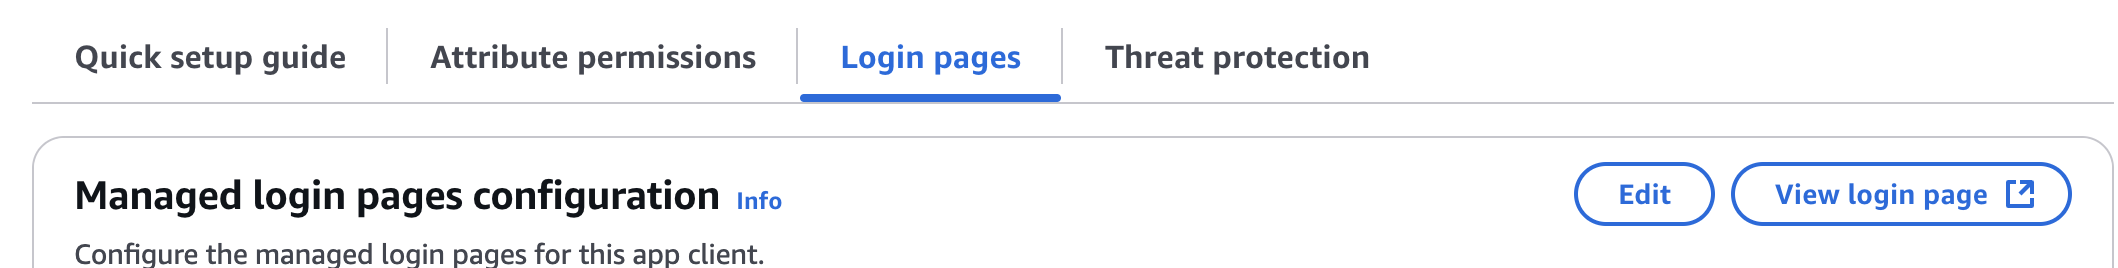 Quick setup guide
Attribute permissions
Login pages
Threat protection
Managed login pages configuration Info
Edit
View login page
Configure the managed login pages for this app client.